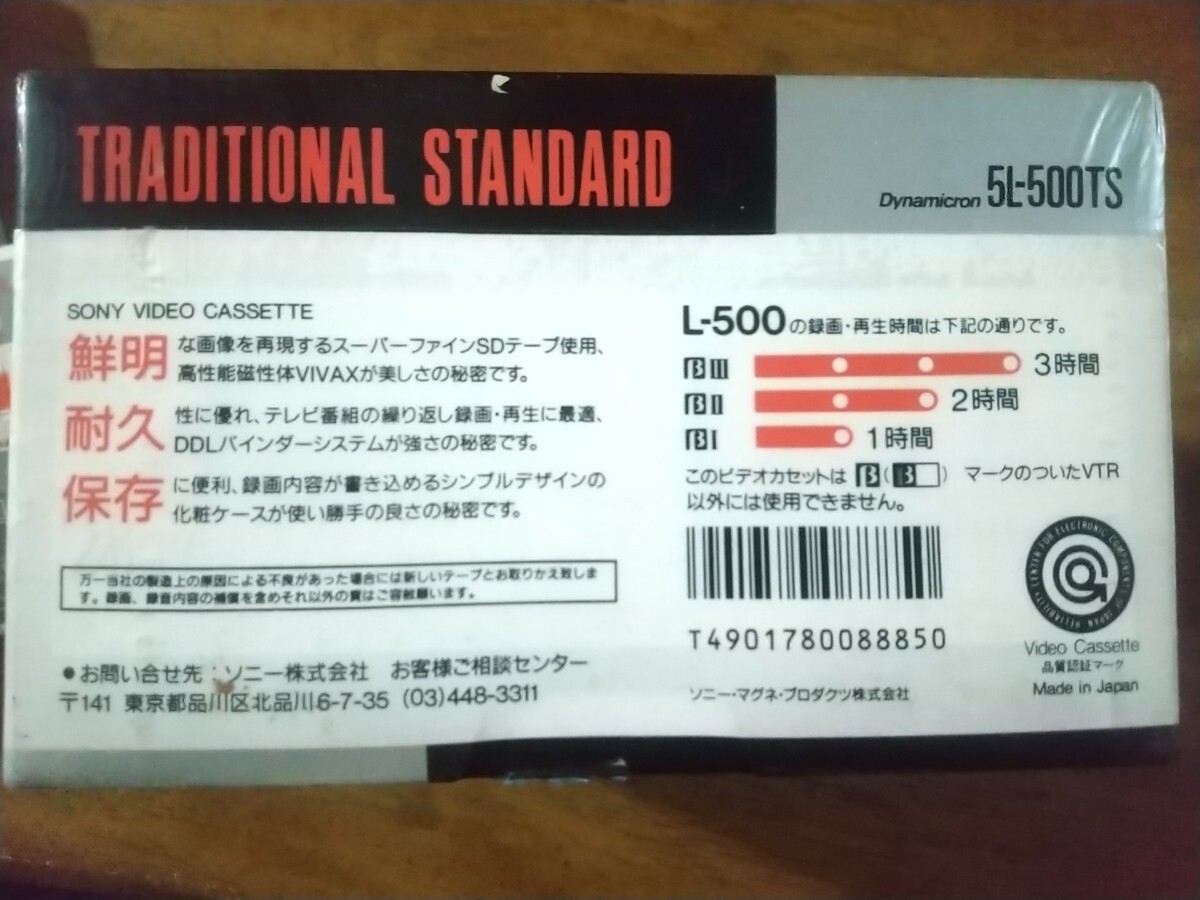 TRADITIONAL STANDARD
Dynamicron 5L-500TS
SONY VIDEO CASSETTE
鮮明な画像を再現するスーパーファインSDテープ使用、
高性能磁性体VIVAXが美しさの秘密です。
耐久性に優れ、テレビ番組の繰り返し録画・再生に最適、
DDLバインダーシステムが強さの秘密です。
保存に便利、録画内容が書き込めるシンプルデザインの
化粧ケースが使い勝手の良さの秘密です。
万一当社の製造上の原因による不良があった場合には新しいテープとお取りかえ致しま
す。録画、録音内容の補償を含めそれ以外の責はご容赦願います。
●お問い合せ先:ソニー株式会社 お客様ご相談センター
〒141 東京都品川区北品川6-7-35 (03)448-3311
L-500の録画・再生時間は下記の通りです。
βIII 3時間
βII 2時間
βI 1時間
このビデオカセットはβ(β)マークのついたVTR
以外には使用できません。
T4901780088850
ソニー・マグネ・プロダクツ株式会社
RELIABILITY CENTER FOR ELECTRONIC COMPONENTS OF JAPAN
Video Cassette
品質認証マーク
Made in Japan